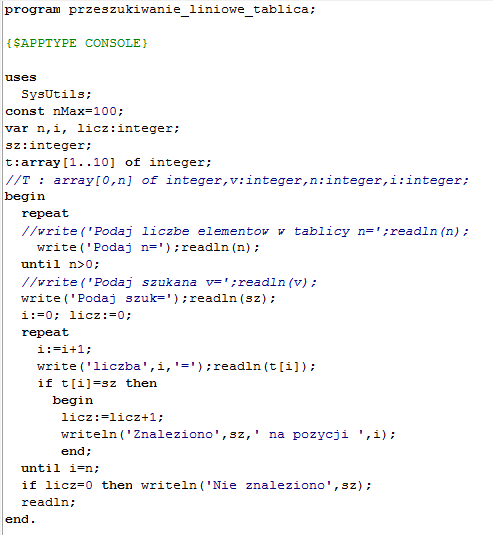 program przeszukiwanie_liniowe_tablica;

{$APPTYPE CONSOLE}

uses
  SysUtils;
const nMax=100;
var n,i, licz:integer;
sz:integer;
t:array[1..10] of integer;
//T : array[0,n] of integer,v:integer,n:integer,i:integer;
begin
  repeat
  //write('Podaj liczbe elementow w tablicy n=';readln(n);
    write('Podaj n=');readln(n);
  until n>0;
  //write('Podaj szukana v=';readln(v);
  write('Podaj szuk=');readln(sz);
  i:=0; licz:=0;
  repeat
    i:=i+1;
    write('liczba',i,'=');readln(t[i]);
    if t[i]=sz then
      begin
       licz:=licz+1;
       writeln('Znaleziono',sz,' na pozycji ',i);
       end;
  until i=n;
  if licz=0 then writeln('Nie znaleziono',sz);
  readln;
end.